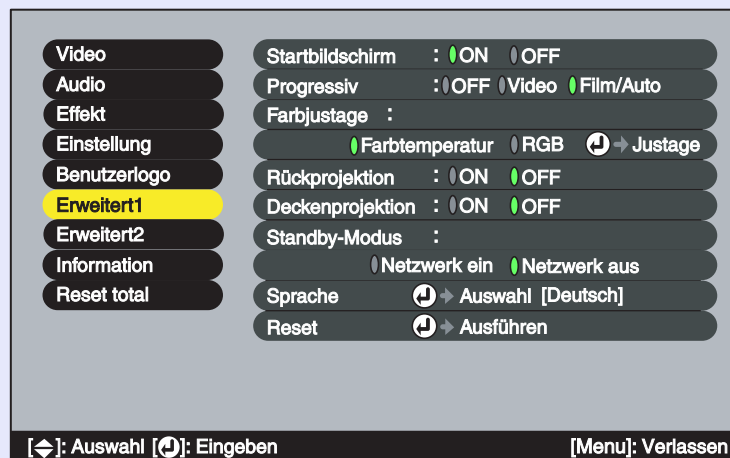 Video
Audio
Effekt
Einstellung
Benutzerlogo
Erweitert1
Erweitert2
Information
Reset total
Startbildschirm : ON OFF
Progressiv : OFF Video Film/Auto
Farbjustage :
Farbtemperatur RGB Justage
Rückprojektion : ON OFF
Deckenprojektion : ON OFF
Standby-Modus :
Netzwerk ein Netzwerk aus
Sprache Auswahl [Deutsch]
Reset Ausführen
[ ]: Auswahl [ ]: Eingeben [Menu]: Verlassen